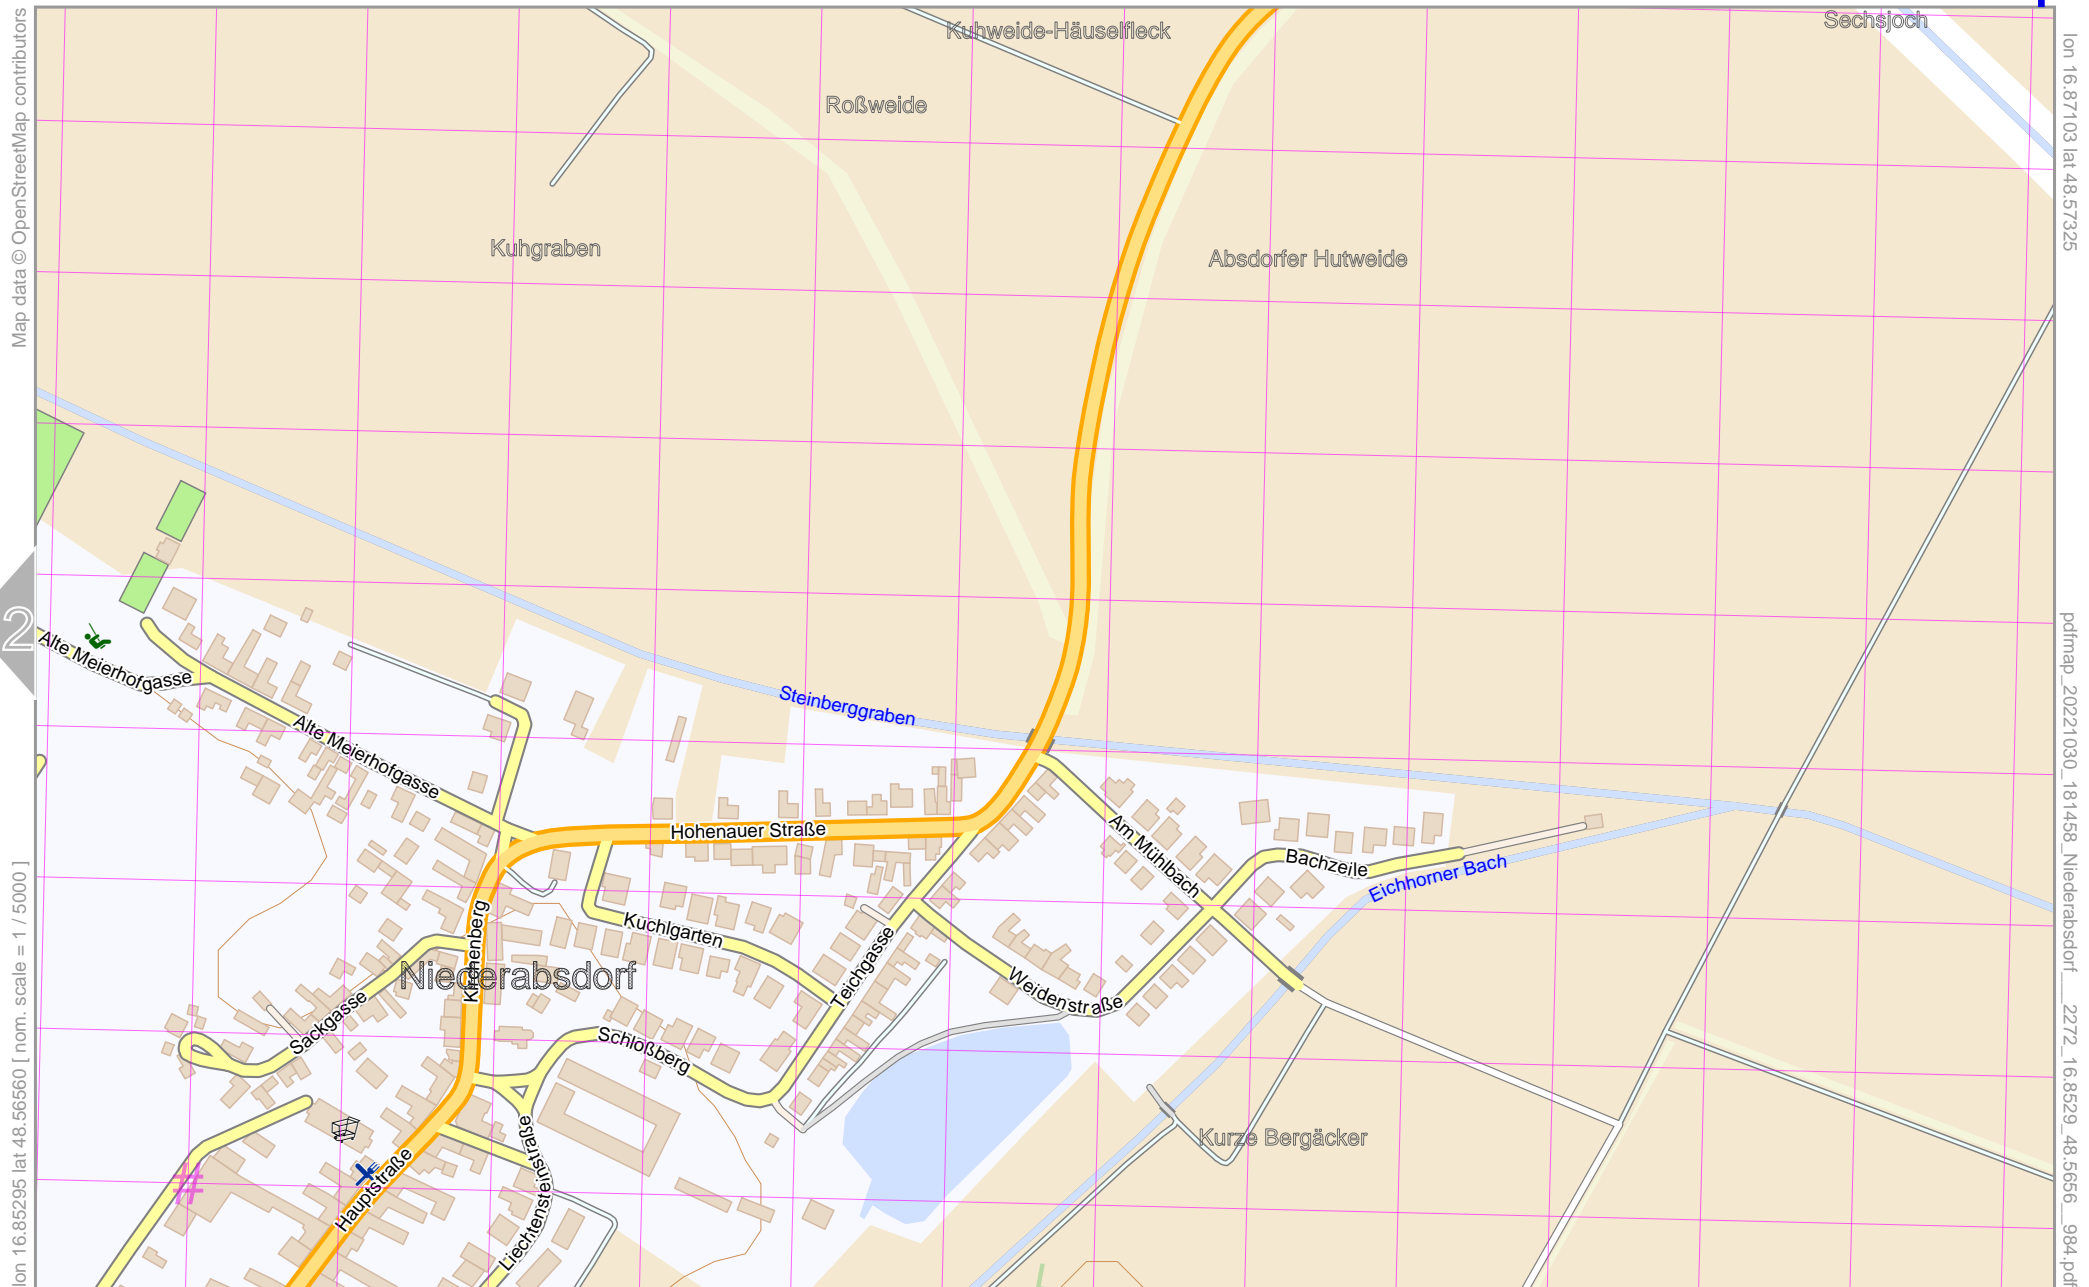 Map data © OpenStreetMap contributors
Kuhweide-Häuselfleck
Sechsjoch
lon 16.87103 lat 48.57325
Roßweide
Kuhgraben
Absdorfer Hutweide
2
Alte Meierhofgasse
Steinberggraben
Alte Meierhofgasse
Hohenauer Straße
Am Mühlbach
Bachzeile
Eichhorner Bach
Kirchenberg
Kuchlgarten
Niederabsdorf
Teichgasse
Weidenstraße
Sackgasse
Schloßberg
Kurze Bergäcker
Hauptstraße
Liechtensteinstraße
lon 16.85295 lat 48.56560 [ nom. scale = 1 / 5000 ]
pdfmap_20221030_181458_Niederabsdorf___2272_16.8529_48.5656__984.pdf